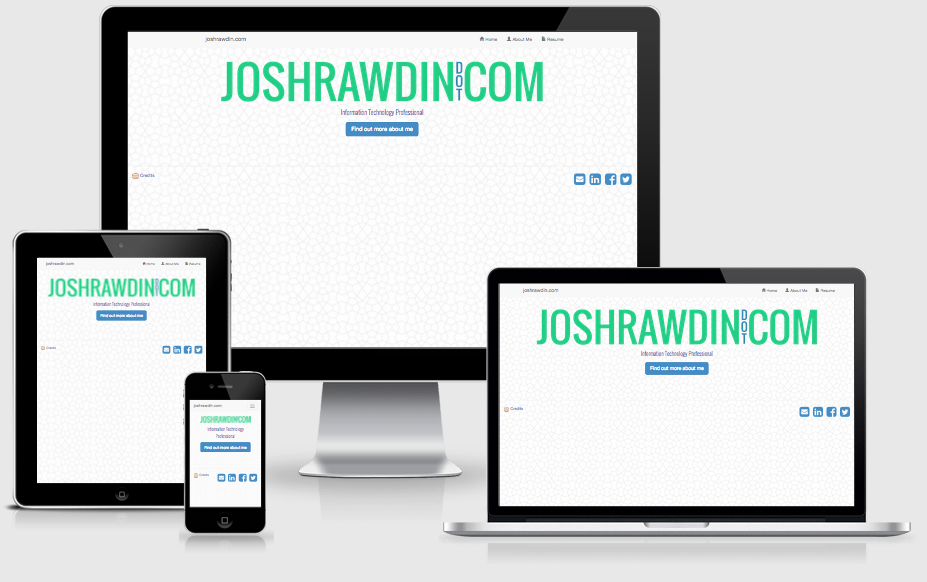 joshrawdin.com Home About Me Resume
JOSHRAWDIN DOT COM
Information Technology Professional
Find out more about me
Credits
joshrawdin.com Home About Me Resume
JOSHRAWDIN DOT COM
Information Technology Professional
Find out more about me
Credits
joshrawdin.com
JOSHRAWDIN DOT COM
Information Technology
Professional
Find out more about me
Credits
joshrawdin.com Home About Me Resume
JOSHRAWDIN DOT COM
Information Technology Professional
Find out more about me
Credits